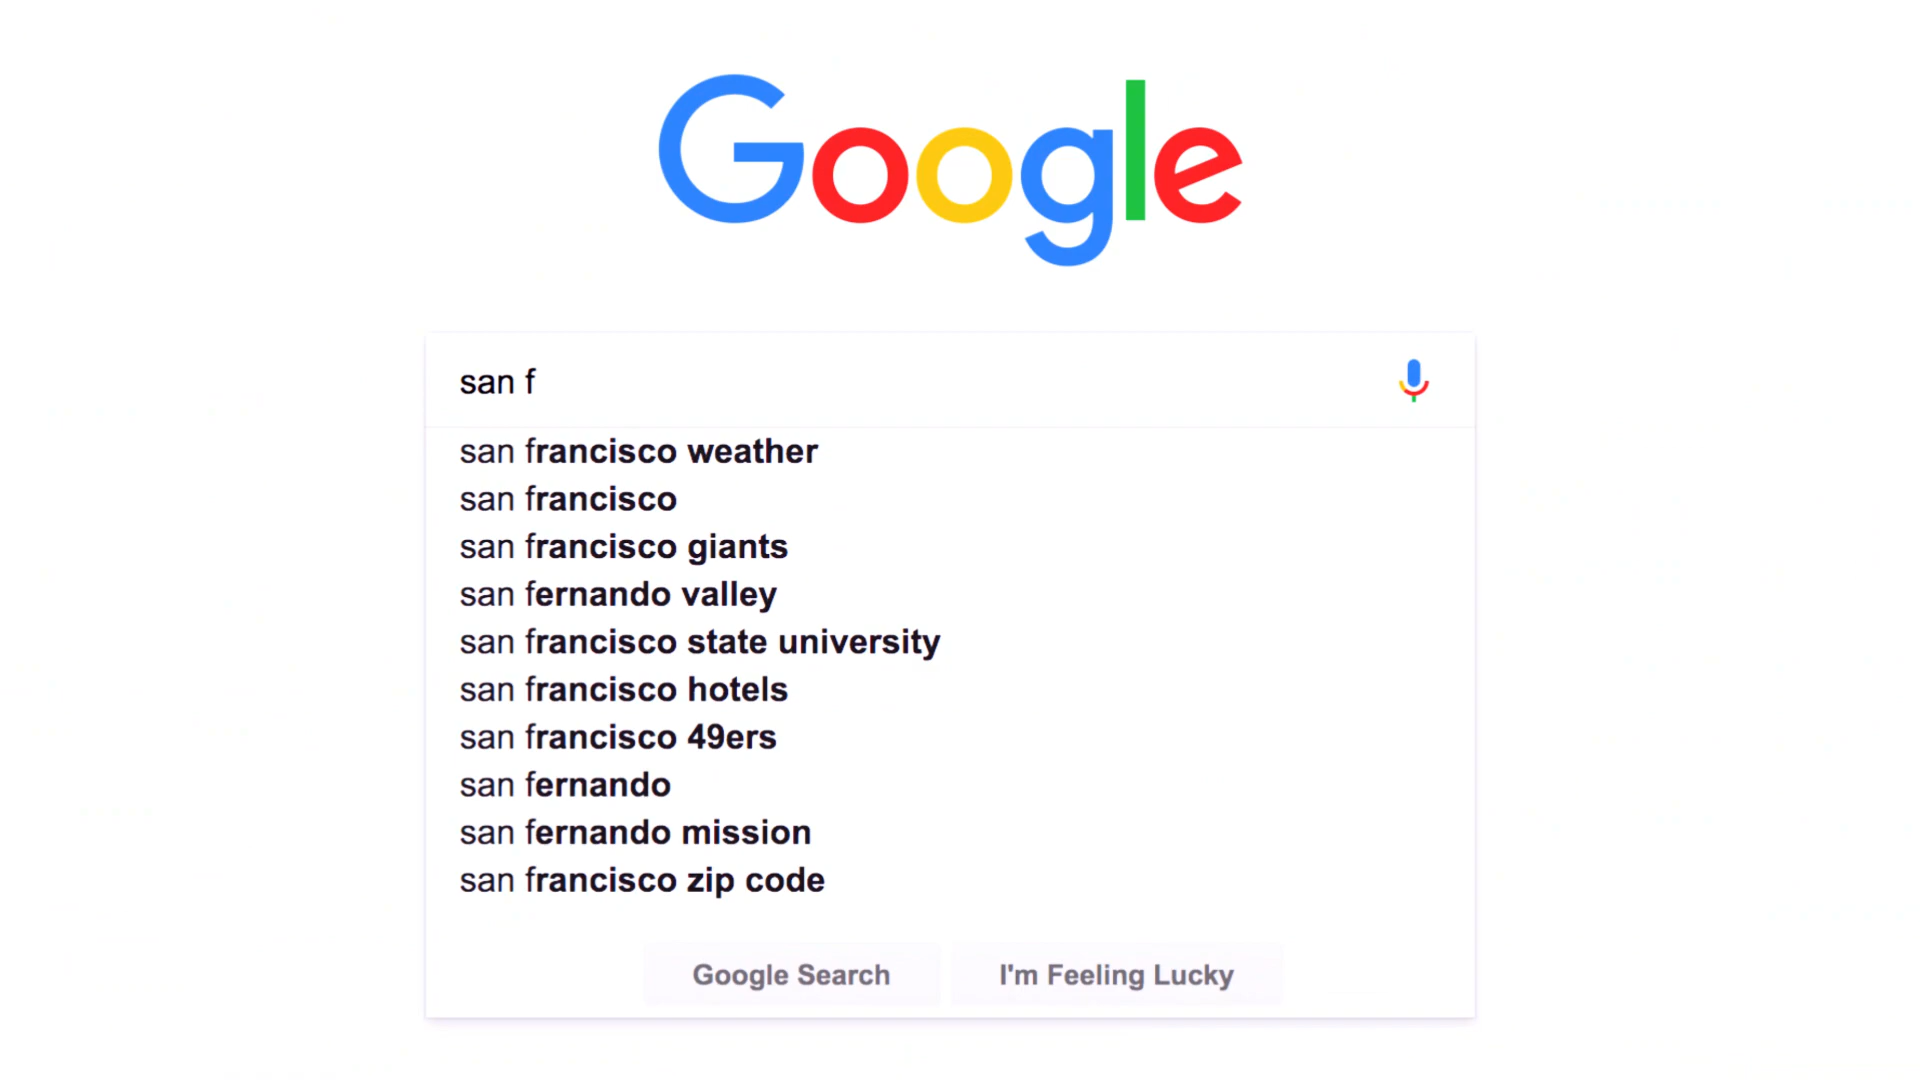 Google
san f
san francisco weather
san francisco
san francisco giants
san fernando valley
san francisco state university
san francisco hotels
san francisco 49ers
san fernando
san fernando mission
san francisco zip code
Google Search I'm Feeling Lucky